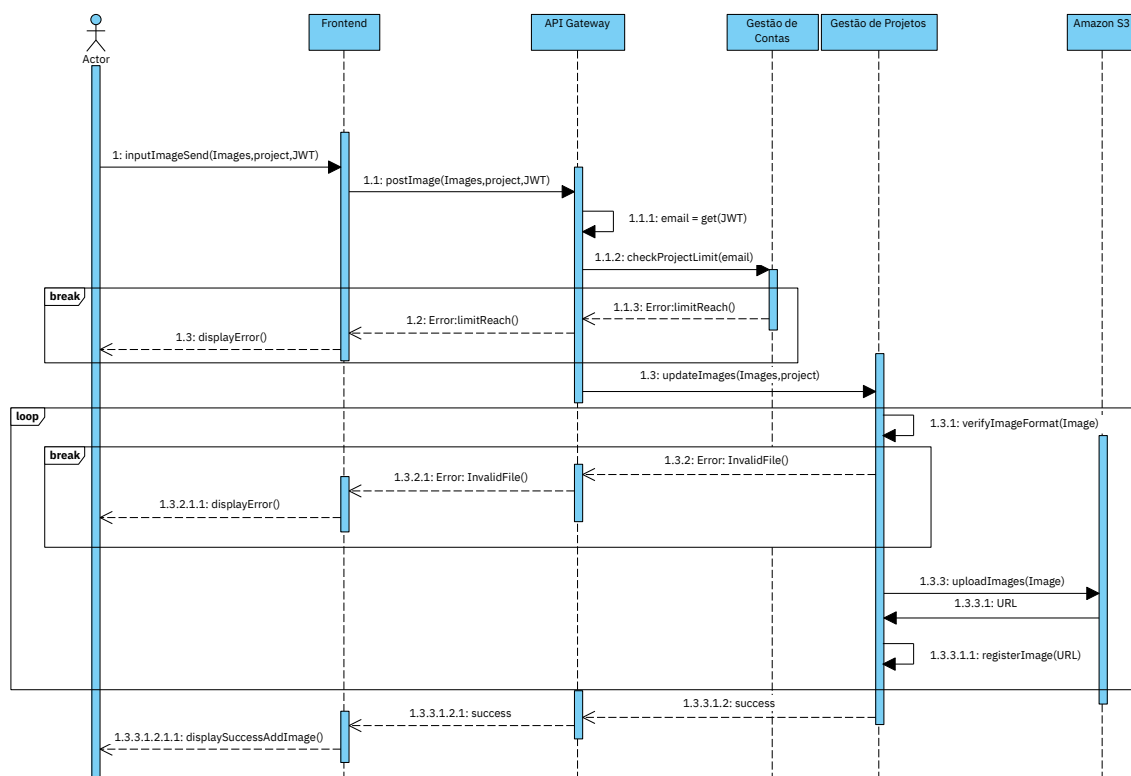 Frontend
API Gateway
Gestão de
Contas
Gestão de Projetos
Amazon S3
Actor
1: inputImageSend(Images,project,JWT)
1.1: postImage(Images,project,JWT)
1.1.1: email = get(JWT)
1.1.2: checkProjectLimit(email)
break
1.1.3: Error:limitReach()
1.2: Error:limitReach()
1.3: displayError()
1.3: updateImages(Images,project)
loop
1.3.1: verifyImageFormat(Image)
break
1.3.2: Error: InvalidFile()
1.3.2.1: Error: InvalidFile()
1.3.2.1.1: displayError()
1.3.3: uploadImages(Image)
1.3.3.1: URL
1.3.3.1.1: registerImage(URL)
1.3.3.1.2: success
1.3.3.1.2.1: success
1.3.3.1.2.1.1: displaySuccessAddImage()